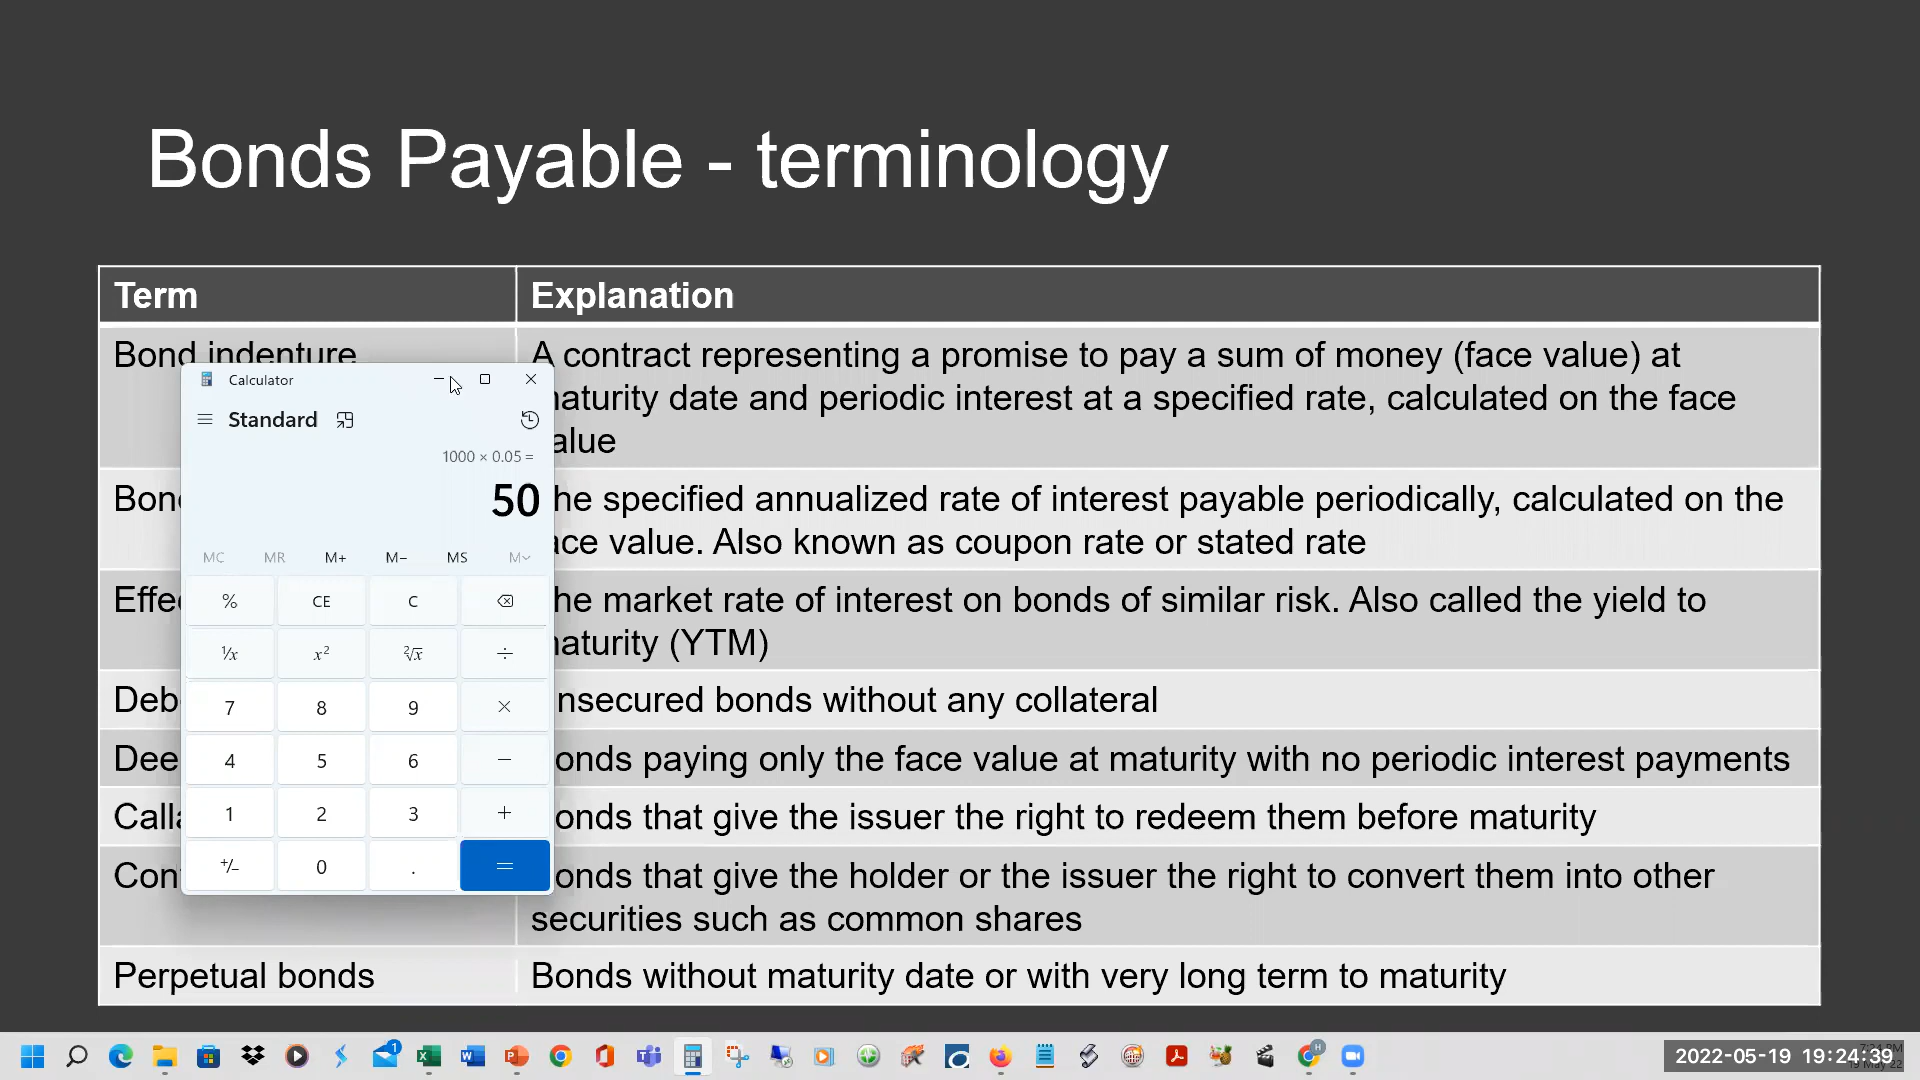 Bonds Payable - terminology
Term
Explanation
Bond indenture
A contract representing a promise to pay a sum of money (face value) at
aturity date and periodic interest at a specified rate, calculated on the face
alue
Calculator
Standard
1000 × 0.05 =
50
MC MR M+ M− MS M
% CE C
¹/x x² ²√x ÷
7 8 9 ×
4 5 6 −
1 2 3 +
+/− 0 . =
Bon
he specified annualized rate of interest payable periodically, calculated on the
ace value. Also known as coupon rate or stated rate
Effe
he market rate of interest on bonds of similar risk. Also called the yield to
aturity (YTM)
Deb
nsecured bonds without any collateral
Dee
onds paying only the face value at maturity with no periodic interest payments
Calla
onds that give the issuer the right to redeem them before maturity
Con
onds that give the holder or the issuer the right to convert them into other
securities such as common shares
Perpetual bonds
Bonds without maturity date or with very long term to maturity
1
H
2022-05-19 19:24:39